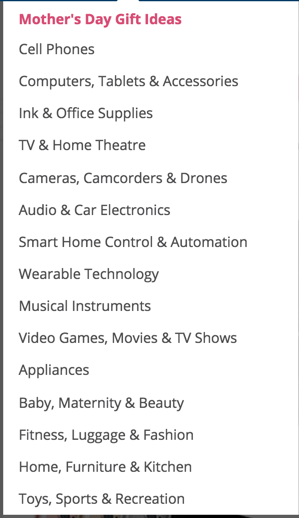 Mother's Day Gift Ideas
Cell Phones
Computers, Tablets & Accessories
Ink & Office Supplies
TV & Home Theatre
Cameras, Camcorders & Drones
Audio & Car Electronics
Smart Home Control & Automation
Wearable Technology
Musical Instruments
Video Games, Movies & TV Shows
Appliances
Baby, Maternity & Beauty
Fitness, Luggage & Fashion
Home, Furniture & Kitchen
Toys, Sports & Recreation